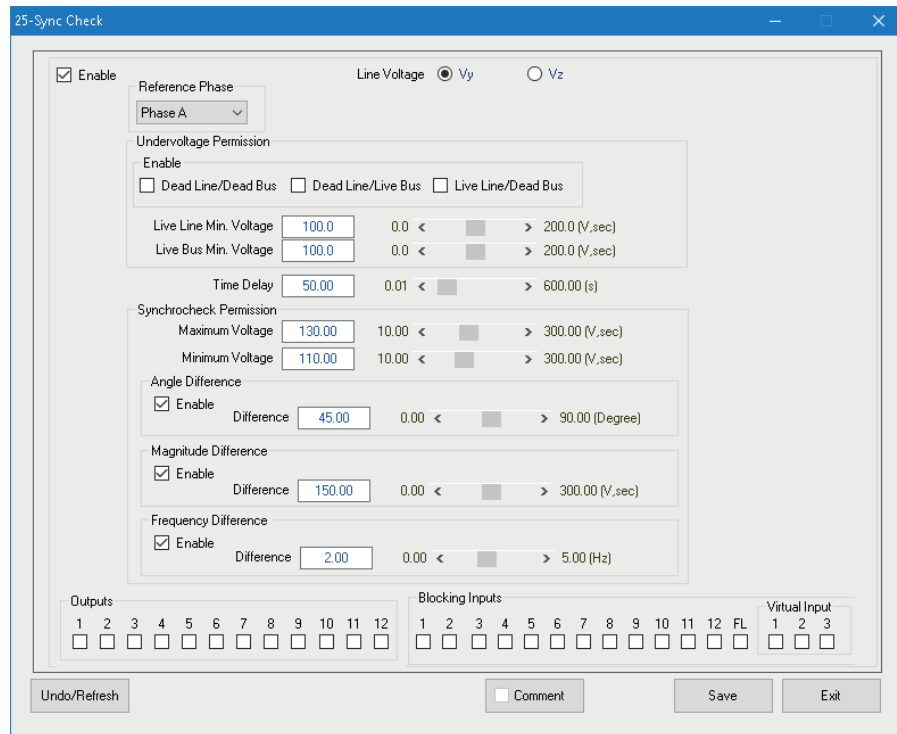 25-Sync Check
Enable
Line Voltage Vy Vz
Reference Phase
Phase A
Undervoltage Permission
Enable
Dead Line/Dead Bus Dead Line/Live Bus Live Line/Dead Bus
Live Line Min. Voltage 100.0 0.0 200.0 (V,sec)
Live Bus Min. Voltage 100.0 0.0 200.0 (V,sec)
Time Delay 50.00 0.01 600.00 (s)
Synchrocheck Permission
Maximum Voltage 130.00 10.00 300.00 (V,sec)
Minimum Voltage 110.00 10.00 300.00 (V,sec)
Angle Difference
Enable
Difference 45.00 0.00 90.00 (Degree)
Magnitude Difference
Enable
Difference 150.00 0.00 300.00 (V,sec)
Frequency Difference
Enable
Difference 2.00 0.00 5.00 (Hz)
Outputs
1 2 3 4 5 6 7 8 9 10 11 12
Blocking Inputs
1 2 3 4 5 6 7 8 9 10 11 12 FL
Virtual Input
1 2 3
Undo/Refresh Comment Save Exit